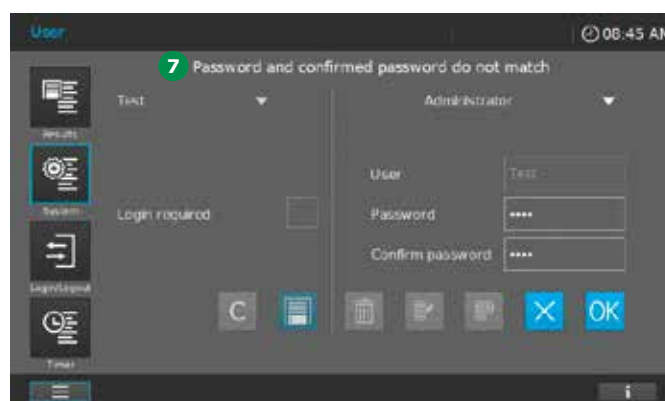 User
08:45 AM
7 Password and confirmed password do not match
Test
Administrator
Results
User
Test
System
Login required
Password
••••
Confirm password
••••
Login/Logout
C
OK
Timer
i